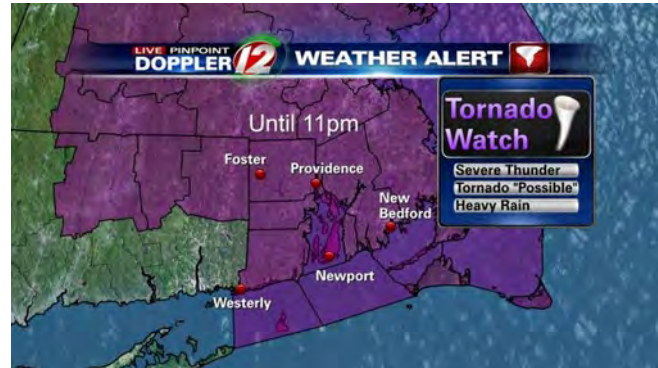 LIVE PINPOINT
DOPPLER 12 WEATHER ALERT
Tornado
Watch
Severe Thunder
Tornado "Possible"
Heavy Rain
Until 11pm
Foster
Providence
New
Bedford
Newport
Westerly